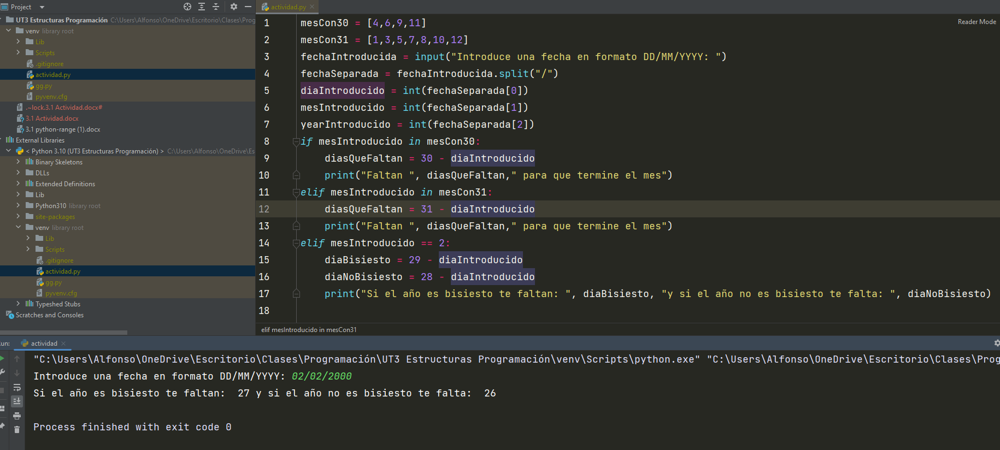 Project
UT3 Estructuras Programación C:\Users\Alfonso\OneDrive\Escritorio\Clases\Prog
venv library root
Lib
Scripts
.gitignore
actividad.py
gg.py
pyvenv.cfg
.~lock.3.1 Actividad.docx#
3.1 Actividad.docx
3.1 python-range (1).docx
External Libraries
< Python 3.10 (UT3 Estructuras Programación) > C:\Users\Alfonso\OneDrive\Es
Binary Skeletons
DLLs
Extended Definitions
Lib
Python310 library root
site-packages
venv library root
Lib
Scripts
.gitignore
actividad.py
gg.py
pyvenv.cfg
Typeshed Stubs
Scratches and Consoles
actividad.py
Reader Mode
1 mesCon30 = [4,6,9,11]
2 mesCon31 = [1,3,5,7,8,10,12]
3 fechaIntroducida = input("Introduce una fecha en formato DD/MM/YYYY: ")
4 fechaSeparada = fechaIntroducida.split("/")
5 diaIntroducido = int(fechaSeparada[0])
6 mesIntroducido = int(fechaSeparada[1])
7 yearIntroducido = int(fechaSeparada[2])
8 if mesIntroducido in mesCon30:
9 diasQueFaltan = 30 - diaIntroducido
10 print("Faltan ", diasQueFaltan," para que termine el mes")
11 elif mesIntroducido in mesCon31:
12 diasQueFaltan = 31 - diaIntroducido
13 print("Faltan ", diasQueFaltan," para que termine el mes")
14 elif mesIntroducido == 2:
15 diaBisiesto = 29 - diaIntroducido
16 diaNoBisiesto = 28 - diaIntroducido
17 print("Si el año es bisiesto te faltan: ", diaBisiesto, "y si el año no es bisiesto te falta: ", diaNoBisiesto)
18
elif mesIntroducido in mesCon31
un: actividad
"C:\Users\Alfonso\OneDrive\Escritorio\Clases\Programación\UT3 Estructuras Programación\venv\Scripts\python.exe" "C:\Users\Alfonso\OneDrive\Escritorio\Clases\Prog
Introduce una fecha en formato DD/MM/YYYY: 02/02/2000
Si el año es bisiesto te faltan:  27 y si el año no es bisiesto te falta:  26
Process finished with exit code 0